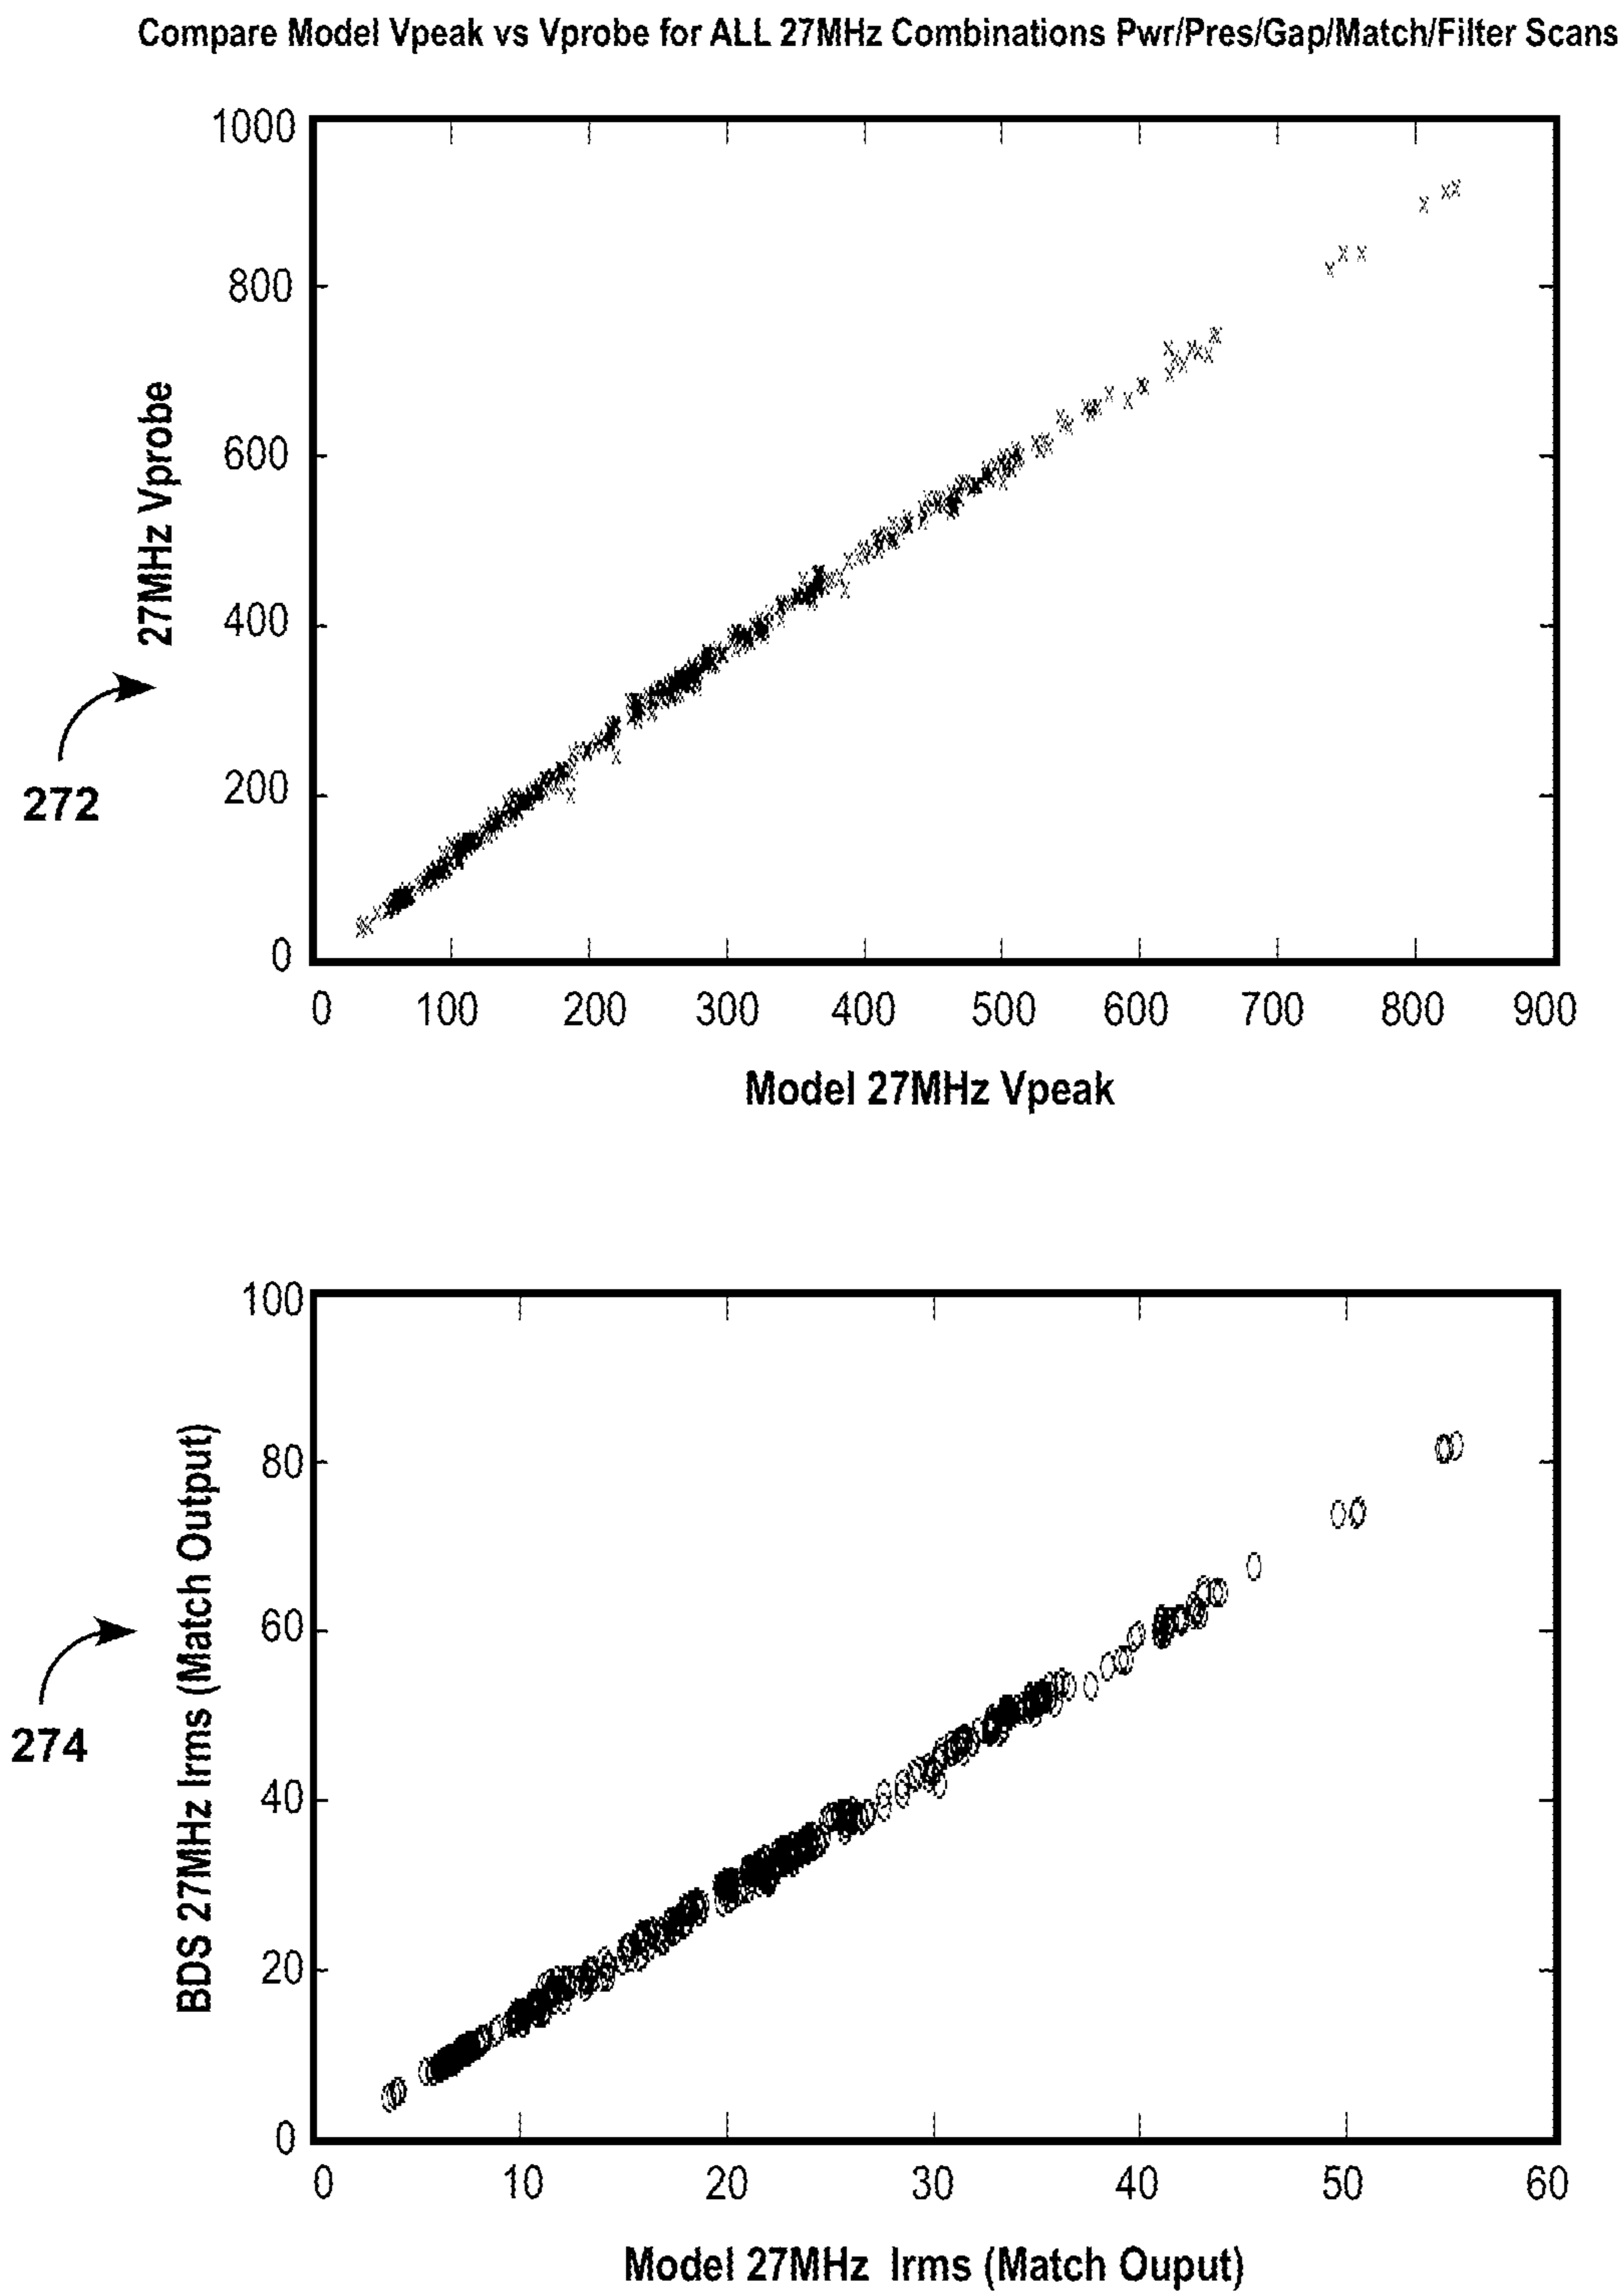 Compare Model Vpeak vs Vprobe for ALL 27MHz Combinations Pwr/Pres/Gap/Match/Filter Scans
1000
800
600
400
200
0
27MHz Vprobe
272
0 100 200 300 400 500 600 700 800 900
Model 27MHz Vpeak
100
80
60
40
20
0
BDS 27MHz Irms (Match Output)
274
0 10 20 30 40 50 60
Model 27MHz Irms (Match Ouput)